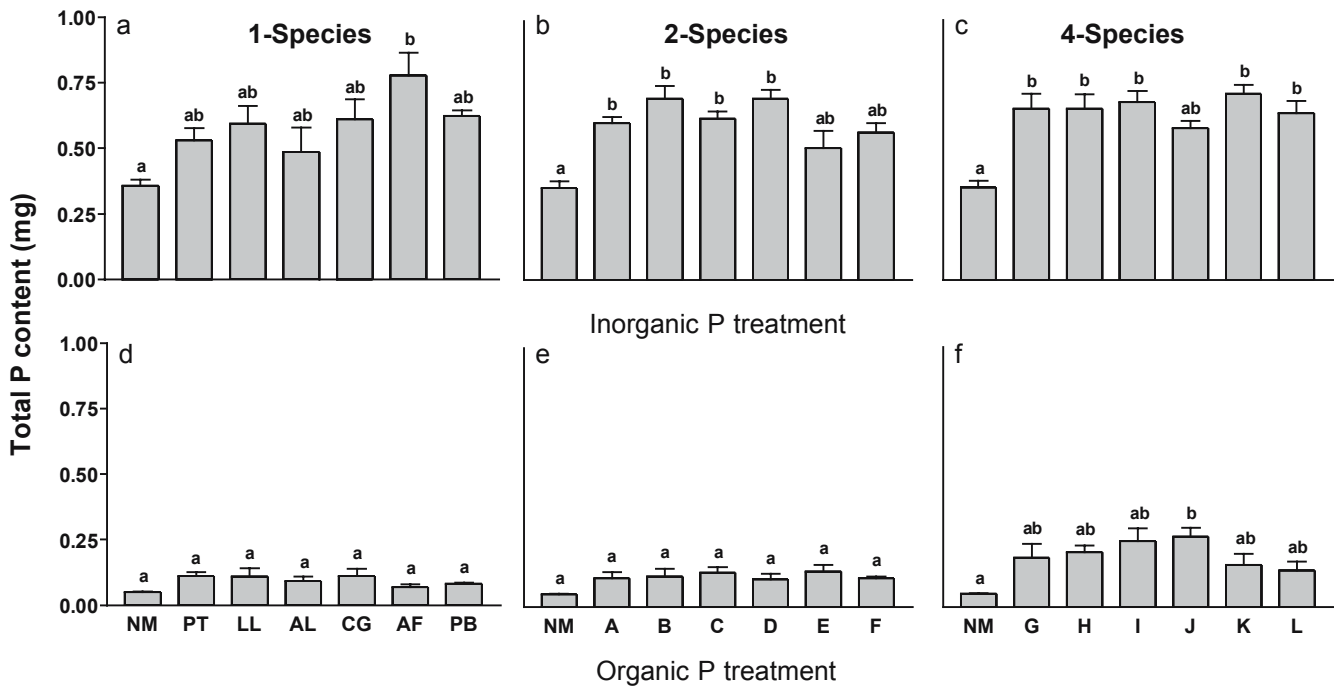 a 1-Species
b 2-Species
c 4-Species
Total P content (mg)
1.00
0.75
0.50
0.25
0.00
a ab ab ab ab b ab
a b b b b ab ab
a b b b ab b b
Inorganic P treatment
d
e
f
1.00
0.75
0.50
0.25
0.00
a a a a a a a
a a a a a a a
a ab ab ab b ab ab
NM PT LL AL CG AF PB
NM A B C D E F
NM G H I J K L
Organic P treatment